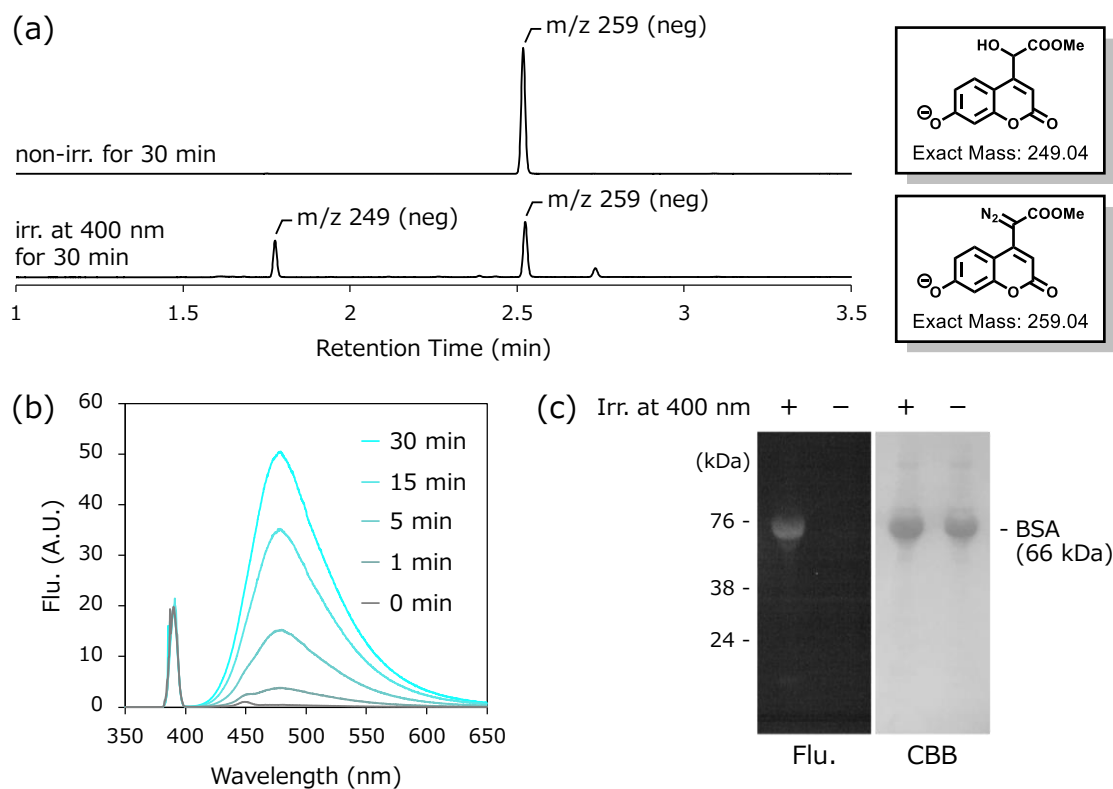 (a)
m/z 259 (neg)
non-irr. for 30 min
m/z 249 (neg)
m/z 259 (neg)
irr. at 400 nm
for 30 min
1
1.5
2
2.5
3
3.5
Retention Time (min)
HO
COOMe
⊖
O
O
O
Exact Mass: 249.04
N₂
COOMe
⊖
O
O
O
Exact Mass: 259.04
(b)
60
50
40
30
20
10
0
Flu. (A.U.)
30 min
15 min
5 min
1 min
0 min
350 400 450 500 550 600 650
Wavelength (nm)
(c)
Irr. at 400 nm + − + −
(kDa)
76 -
38 -
24 -
- BSA
(66 kDa)
Flu.
CBB